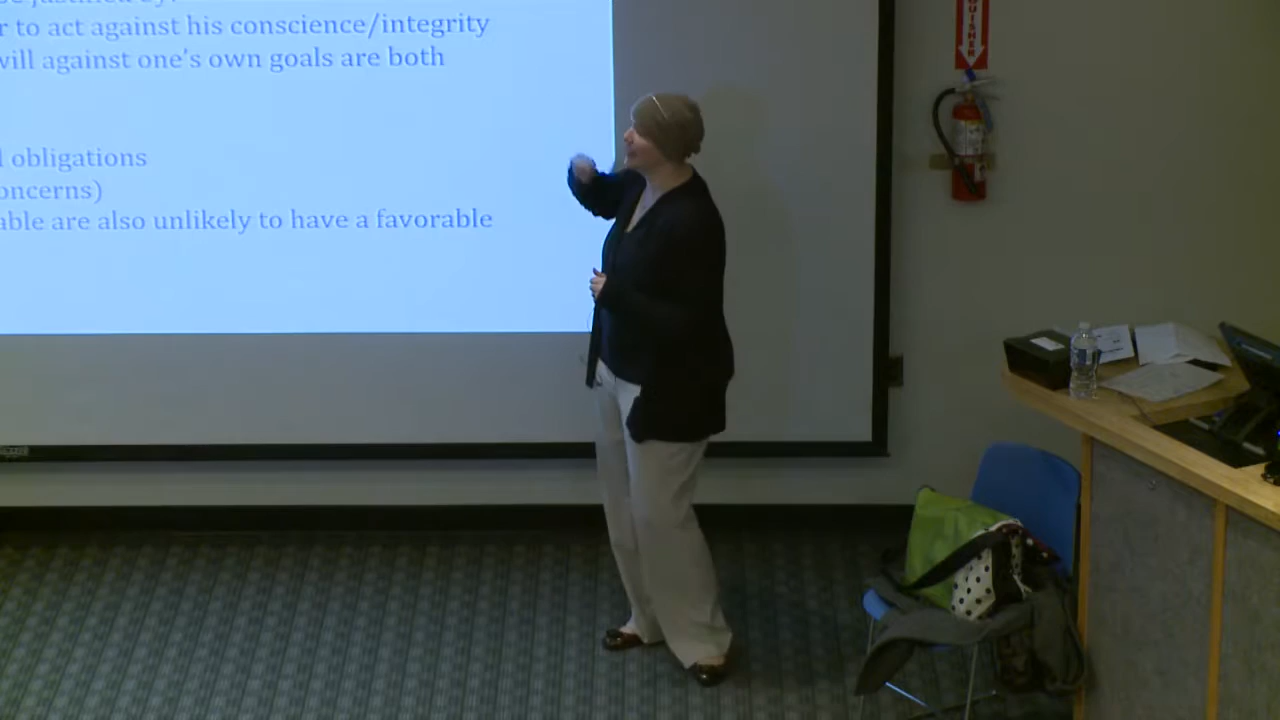 r to act against his conscience/integrity
will against one's own goals are both
l obligations
oncerns)
able are also unlikely to have a favorable
UISHER